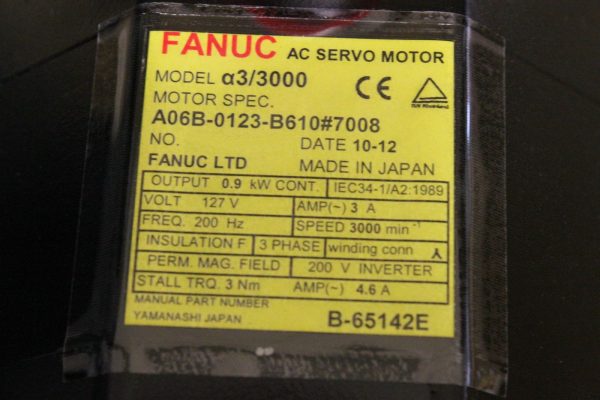 FANUC AC SERVO MOTOR
MODEL α3/3000 CE
MOTOR SPEC.
A06B-0123-B610#7008
NO. DATE 10-12
FANUC LTD MADE IN JAPAN
OUTPUT 0.9 kW CONT. IEC34-1/A2:1989
VOLT 127 V AMP(~) 3 A
FREQ. 200 Hz SPEED 3000 min⁻¹
INSULATION F 3 PHASE winding conn
PERM. MAG. FIELD 200 V INVERTER
STALL TRQ. 3 Nm AMP(~) 4.6 A
MANUAL PART NUMBER
YAMANASHI JAPAN B-65142E